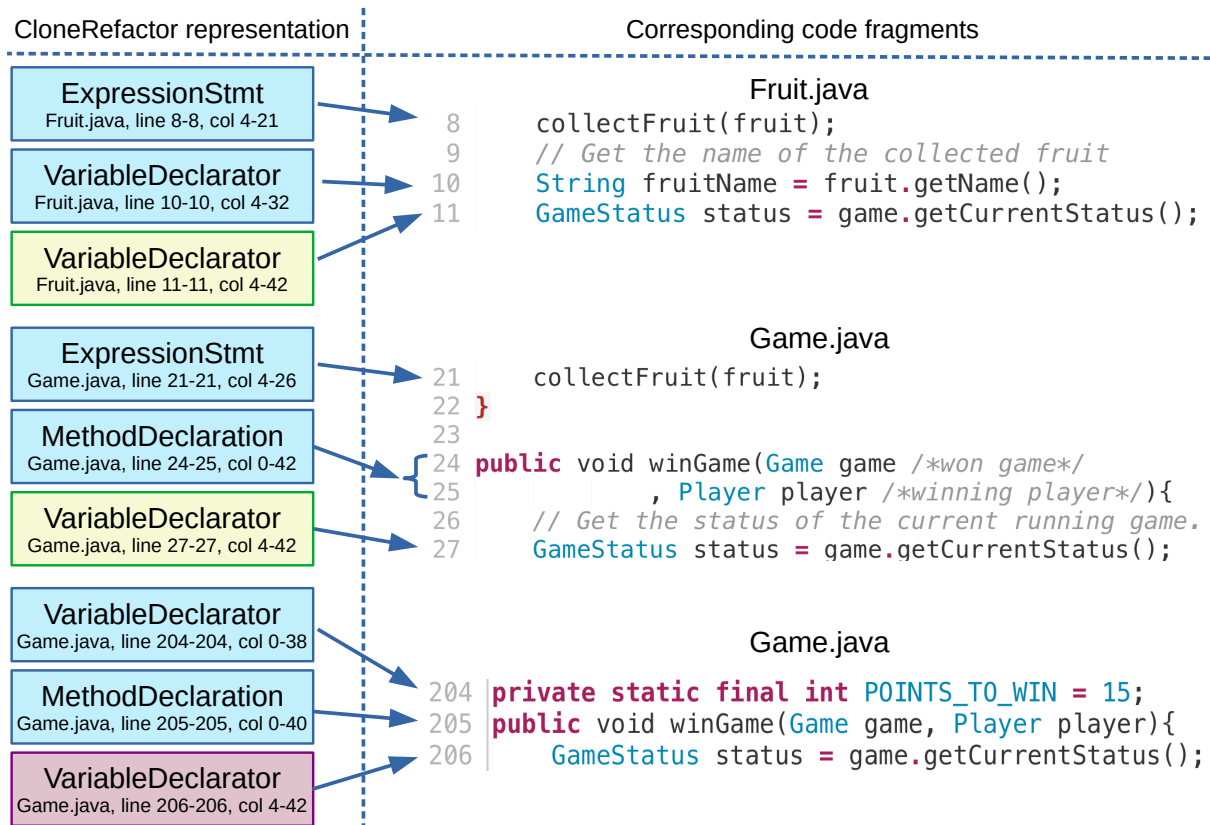 CloneRefactor representation
Corresponding code fragments
ExpressionStmt
Fruit.java, line 8-8, col 4-21
VariableDeclarator
Fruit.java, line 10-10, col 4-32
VariableDeclarator
Fruit.java, line 11-11, col 4-42
Fruit.java
8 collectFruit(fruit);
9 // Get the name of the collected fruit
10 String fruitName = fruit.getName();
11 GameStatus status = game.getCurrentStatus();
ExpressionStmt
Game.java, line 21-21, col 4-26
MethodDeclaration
Game.java, line 24-25, col 0-42
VariableDeclarator
Game.java, line 27-27, col 4-42
Game.java
21 collectFruit(fruit);
22 }
23
24 public void winGame(Game game /*won game*/
25 , Player player /*winning player*/){
26 // Get the status of the current running game.
27 GameStatus status = game.getCurrentStatus();
VariableDeclarator
Game.java, line 204-204, col 0-38
MethodDeclaration
Game.java, line 205-205, col 0-40
VariableDeclarator
Game.java, line 206-206, col 4-42
Game.java
204 private static final int POINTS_TO_WIN = 15;
205 public void winGame(Game game, Player player){
206 GameStatus status = game.getCurrentStatus();